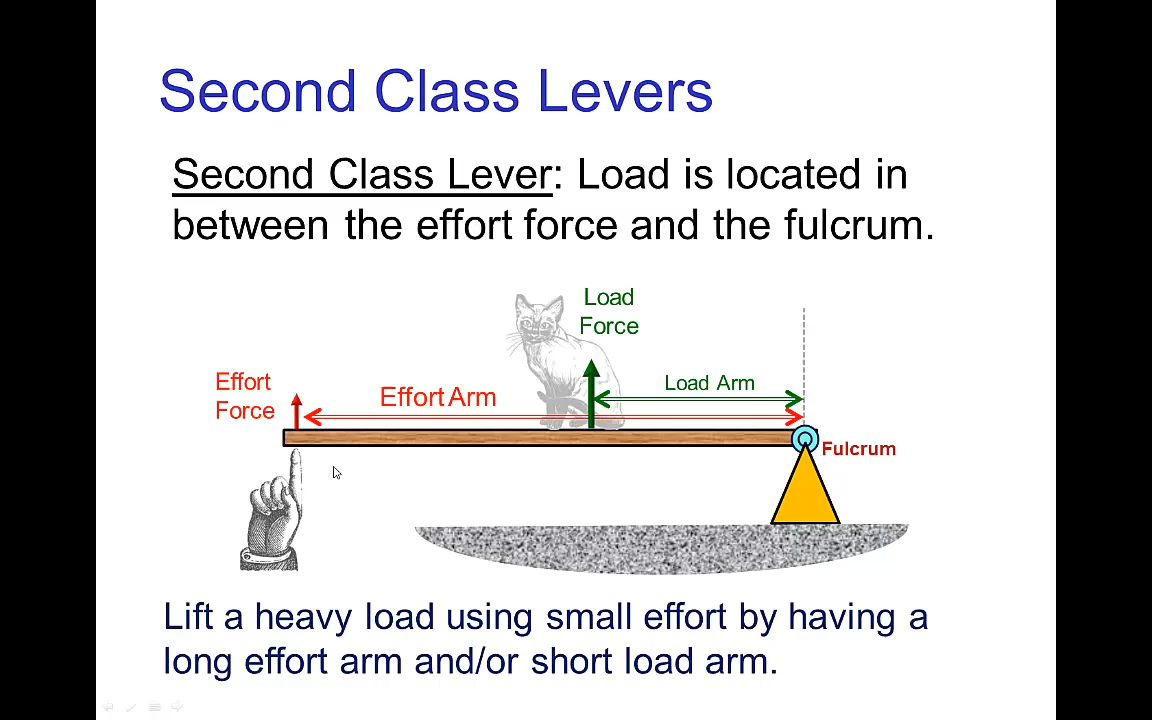 Second Class Levers
Second Class Lever: Load is located in
between the effort force and the fulcrum.
Load
Force
Effort
Force
Effort Arm
Load Arm
Fulcrum
Lift a heavy load using small effort by having a
long effort arm and/or short load arm.